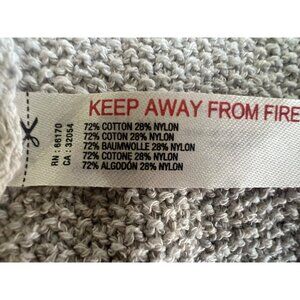 KEEP AWAY FROM FIRE
72% COTTON 28% NYLON
72% COTON 28% NYLON
72% BAUMWOLLE 28% NYLON
72% COTONE 28% NYLON
72% ALGODÓN 28% NYLON
RN : 66170
CA : 32054